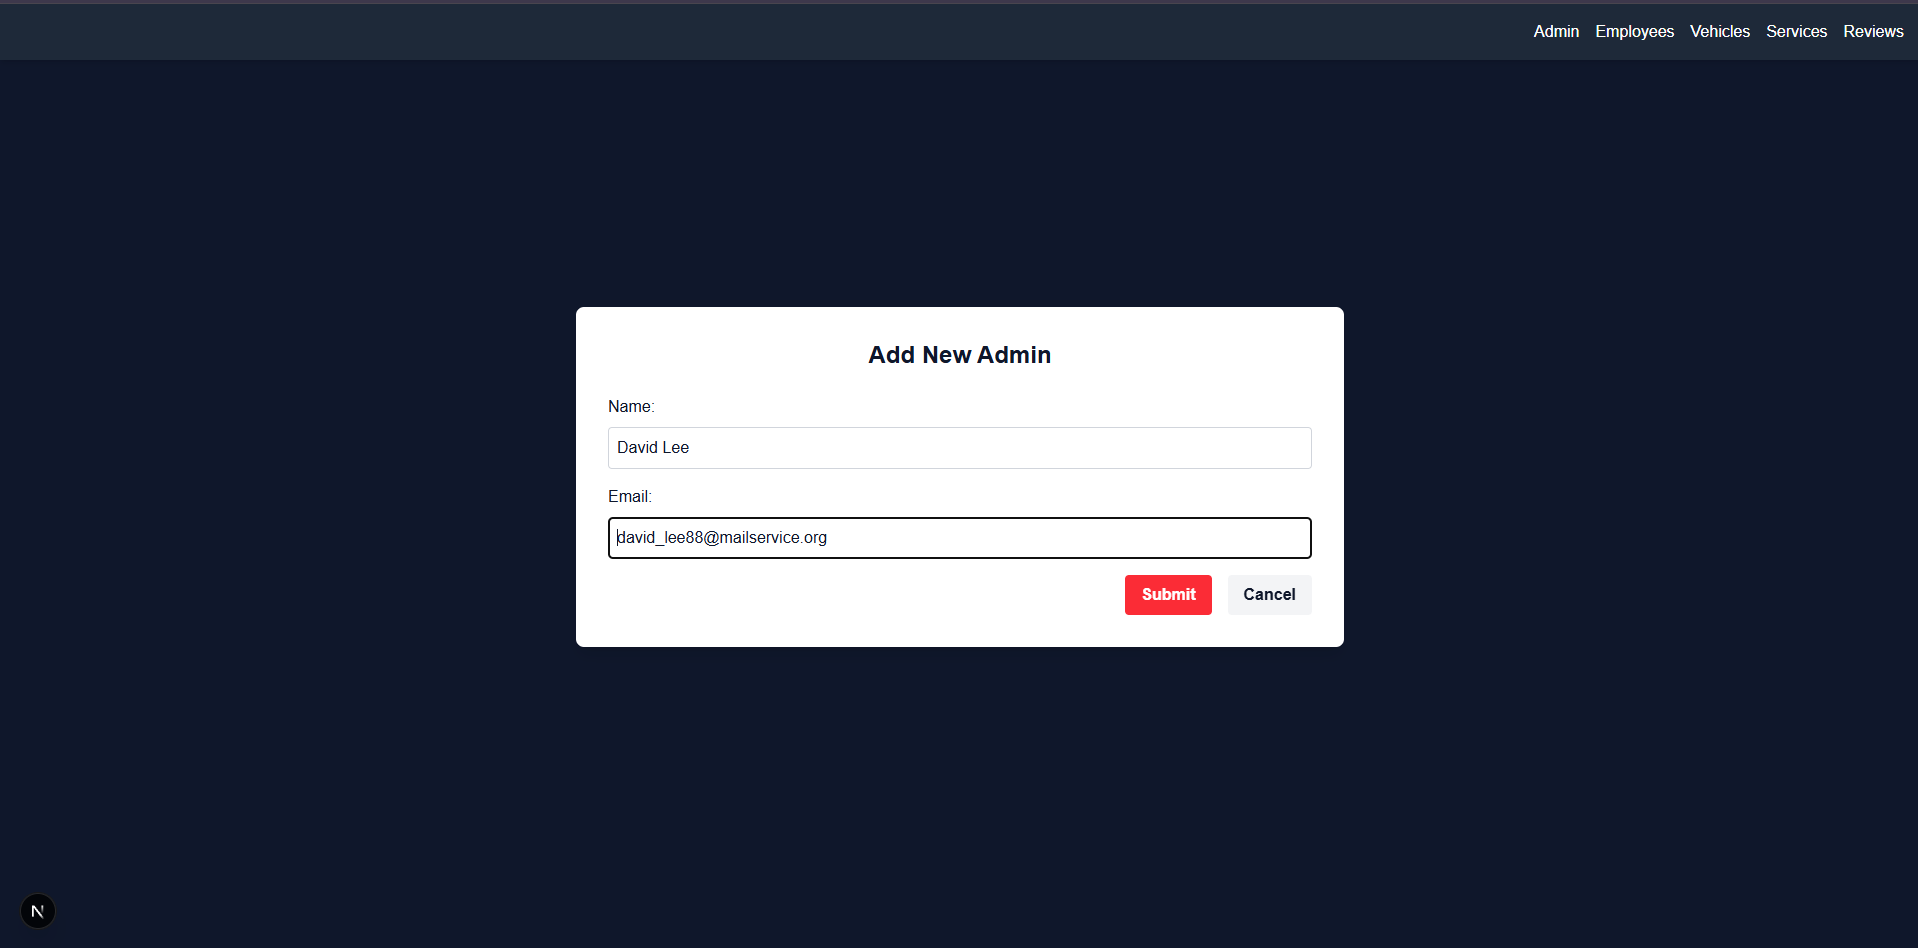 Admin Employees Vehicles Services Reviews
Add New Admin
Name:
David Lee
Email:
david_lee88@mailservice.org
Submit Cancel
N